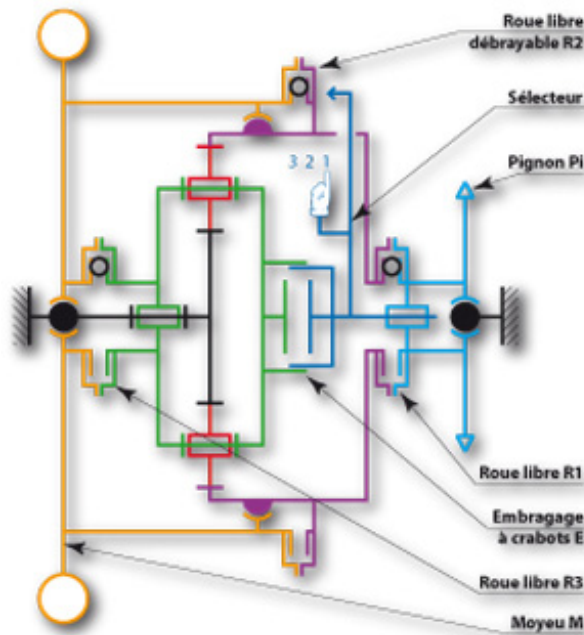 Roue libre
débrayable R2
Sélecteur
Pignon Pi
3 2 1
Roue libre R1
Embragage
à crabots E
Roue libre R3
Moyeu M